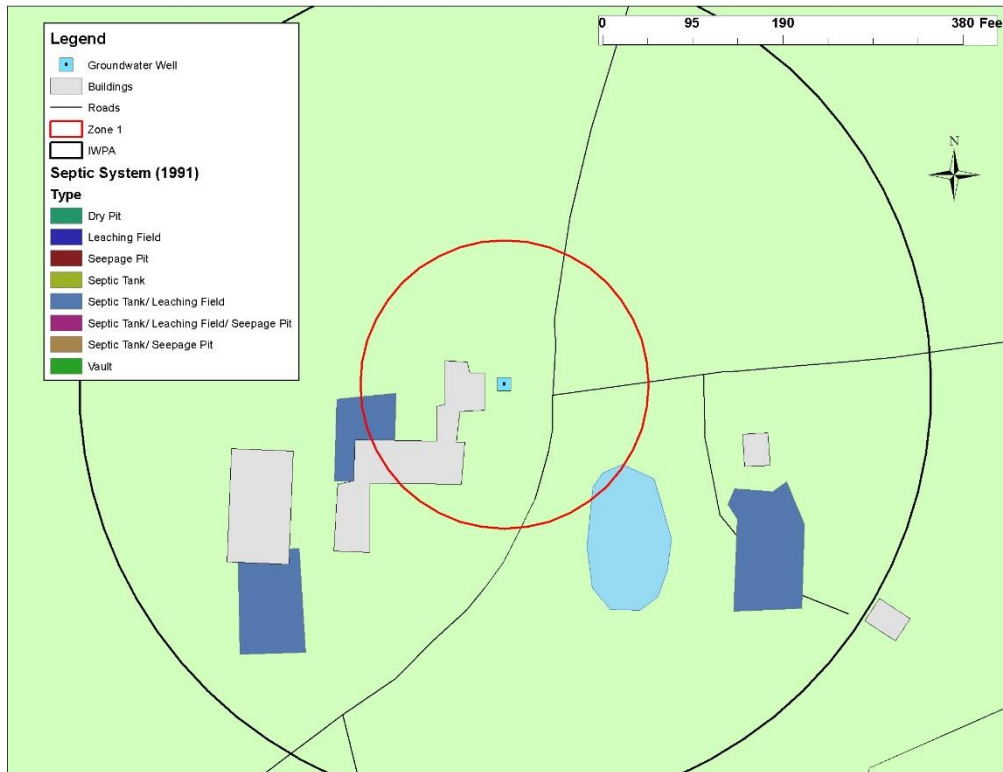 Legend
Groundwater Well
Buildings
Roads
Zone 1
IWPA
Septic System (1991)
Type
Dry Pit
Leaching Field
Seepage Pit
Septic Tank
Septic Tank/ Leaching Field
Septic Tank/ Leaching Field/ Seepage Pit
Septic Tank/ Seepage Pit
Vault
0 95 190 380 Fee
N